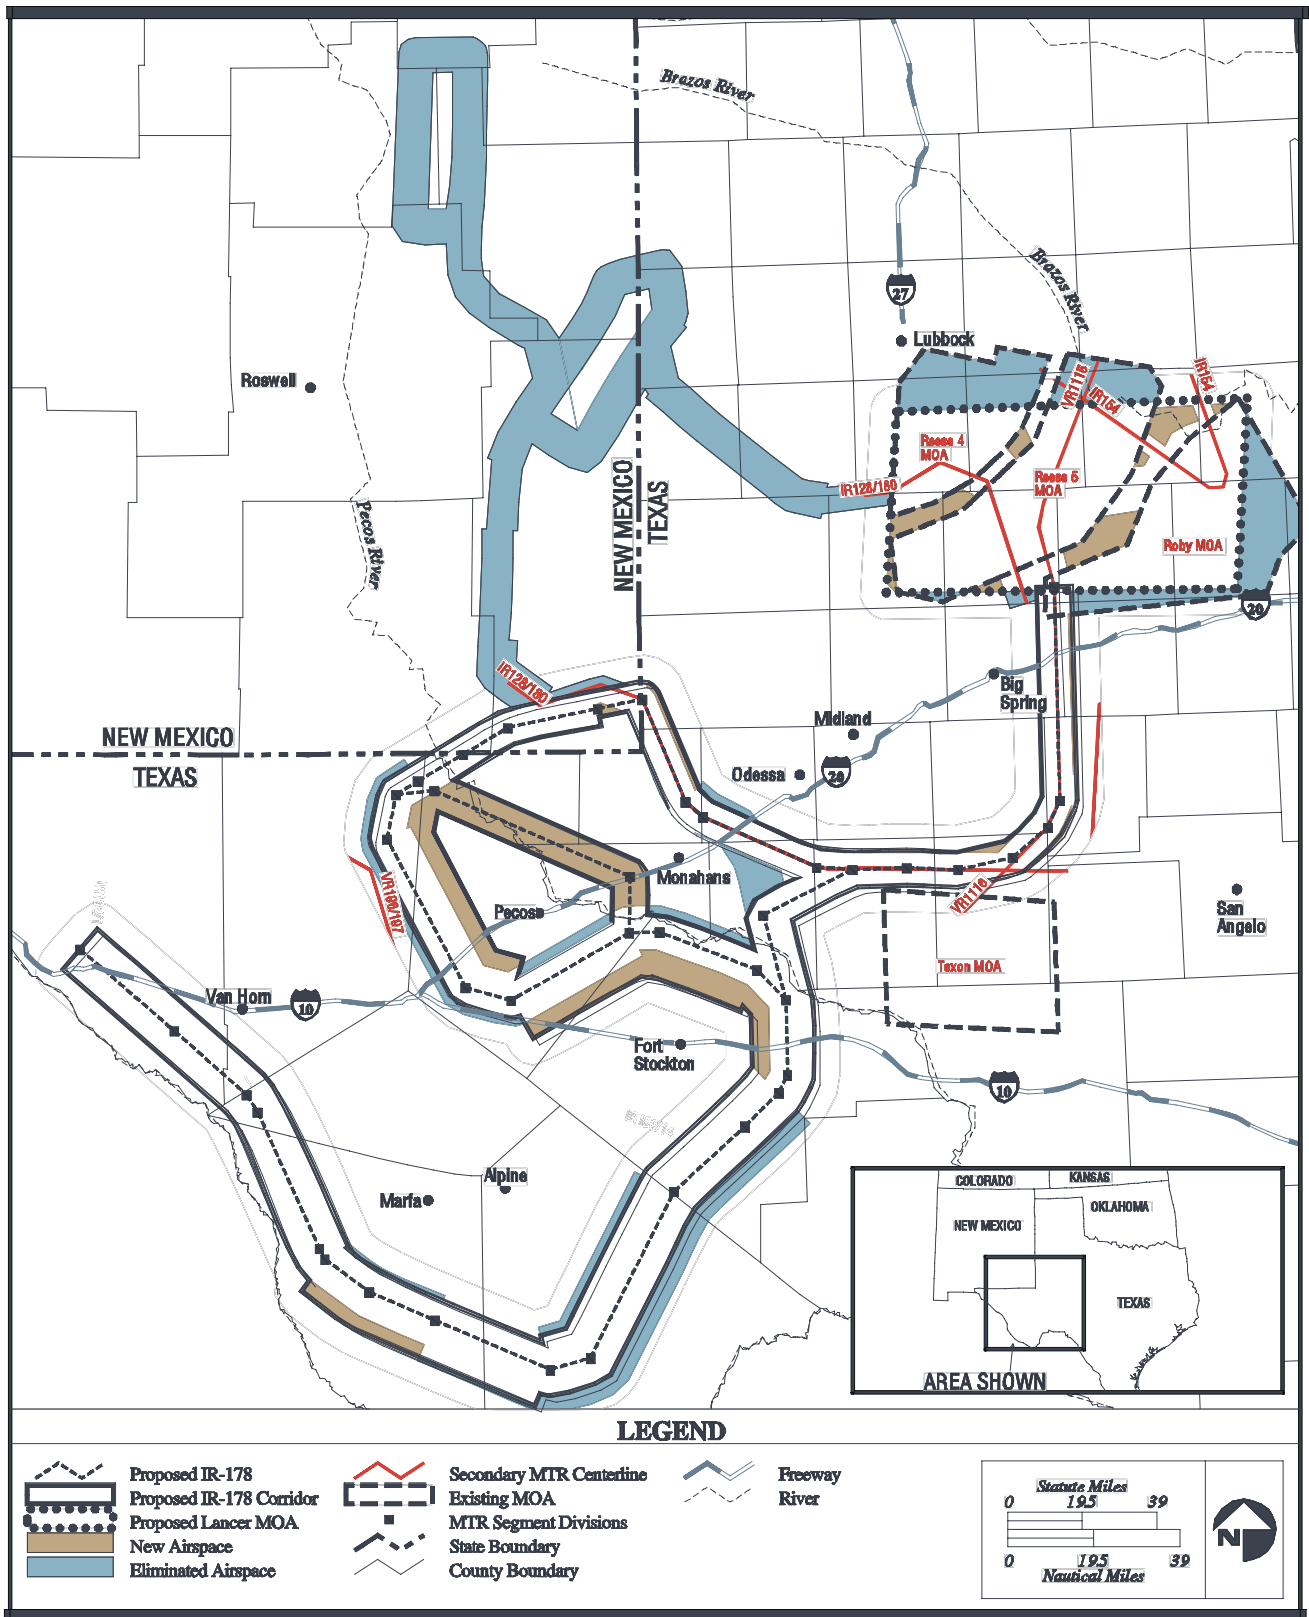 Brazos River
Brazos River
27
Lubbock
Roswell
VR1116
IR154
IR154
Reese 4
MOA
IR128/180
Reese 5
MOA
NEW MEXICO
TEXAS
Pecos River
Roby MOA
20
IR128/180
Big
Spring
Midland
NEW MEXICO
TEXAS
Odessa
20
Monahans
VR196/197
Pecos
VR1116
San
Angelo
Texon MOA
Van Horn
10
Fort
Stockton
10
Alpine
Marfa
COLORADO
KANSAS
OKLAHOMA
NEW MEXICO
TEXAS
AREA SHOWN
LEGEND
Proposed IR-178
Proposed IR-178 Corridor
Proposed Lancer MOA
New Airspace
Eliminated Airspace
Secondary MTR Centerline
Existing MOA
MTR Segment Divisions
State Boundary
County Boundary
Freeway
River
Statute Miles
0 19.5 39
0 19.5 39
Nautical Miles
N